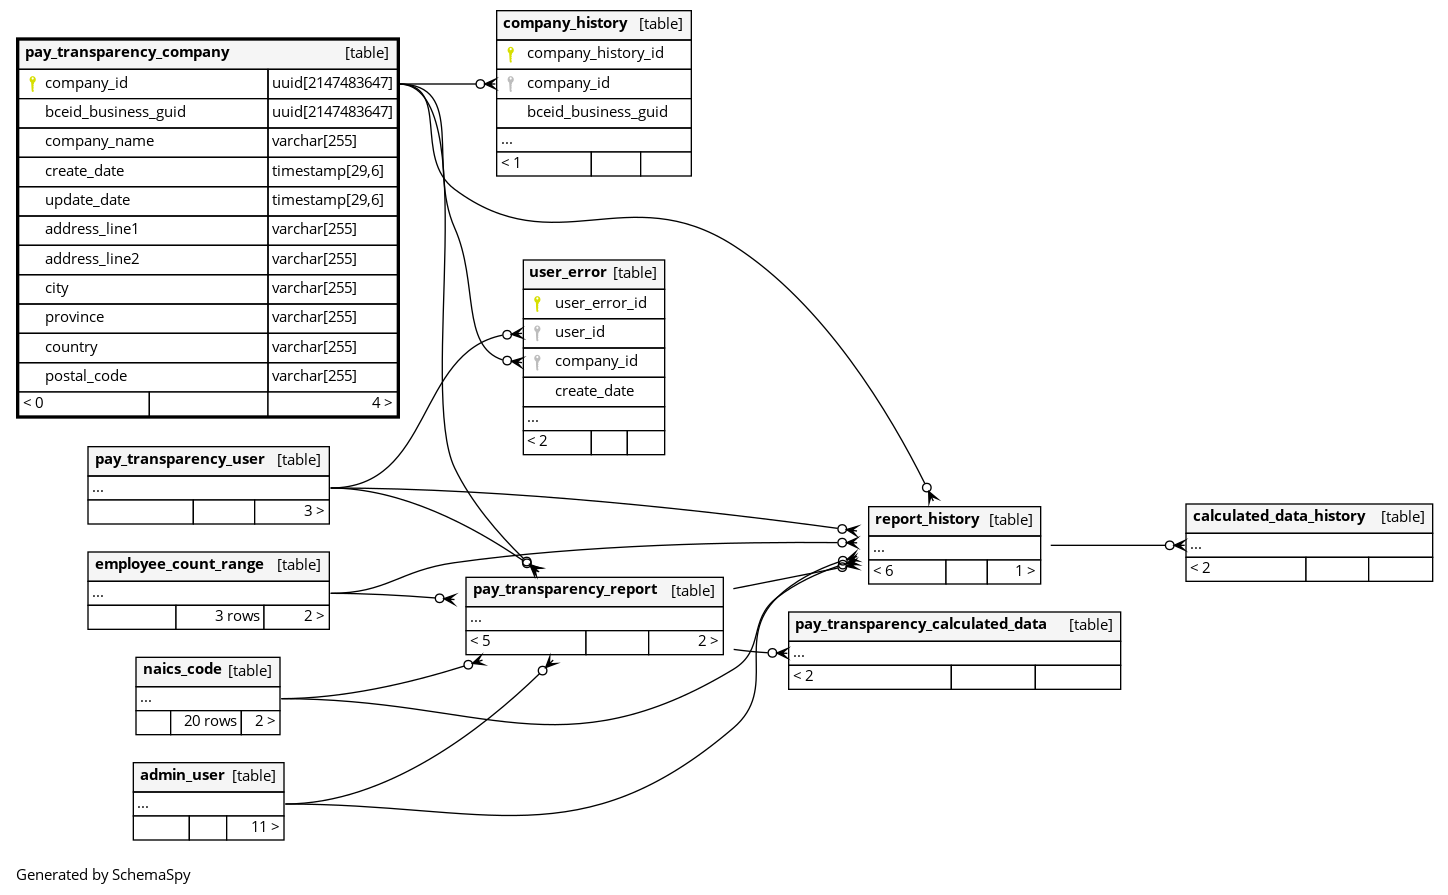 pay_transparency_company [table]
company_id uuid[2147483647]
bceid_business_guid uuid[2147483647]
company_name varchar[255]
create_date timestamp[29,6]
update_date timestamp[29,6]
address_line1 varchar[255]
address_line2 varchar[255]
city varchar[255]
province varchar[255]
country varchar[255]
postal_code varchar[255]
< 0 4 >
company_history [table]
company_history_id
company_id
bceid_business_guid
...
< 1
user_error [table]
user_error_id
user_id
company_id
create_date
...
< 2
pay_transparency_user [table]
...
3 >
employee_count_range [table]
...
3 rows 2 >
naics_code [table]
...
20 rows 2 >
admin_user [table]
...
11 >
pay_transparency_report [table]
...
< 5 2 >
report_history [table]
...
< 6 1 >
pay_transparency_calculated_data [table]
...
< 2
calculated_data_history [table]
...
< 2
Generated by SchemaSpy